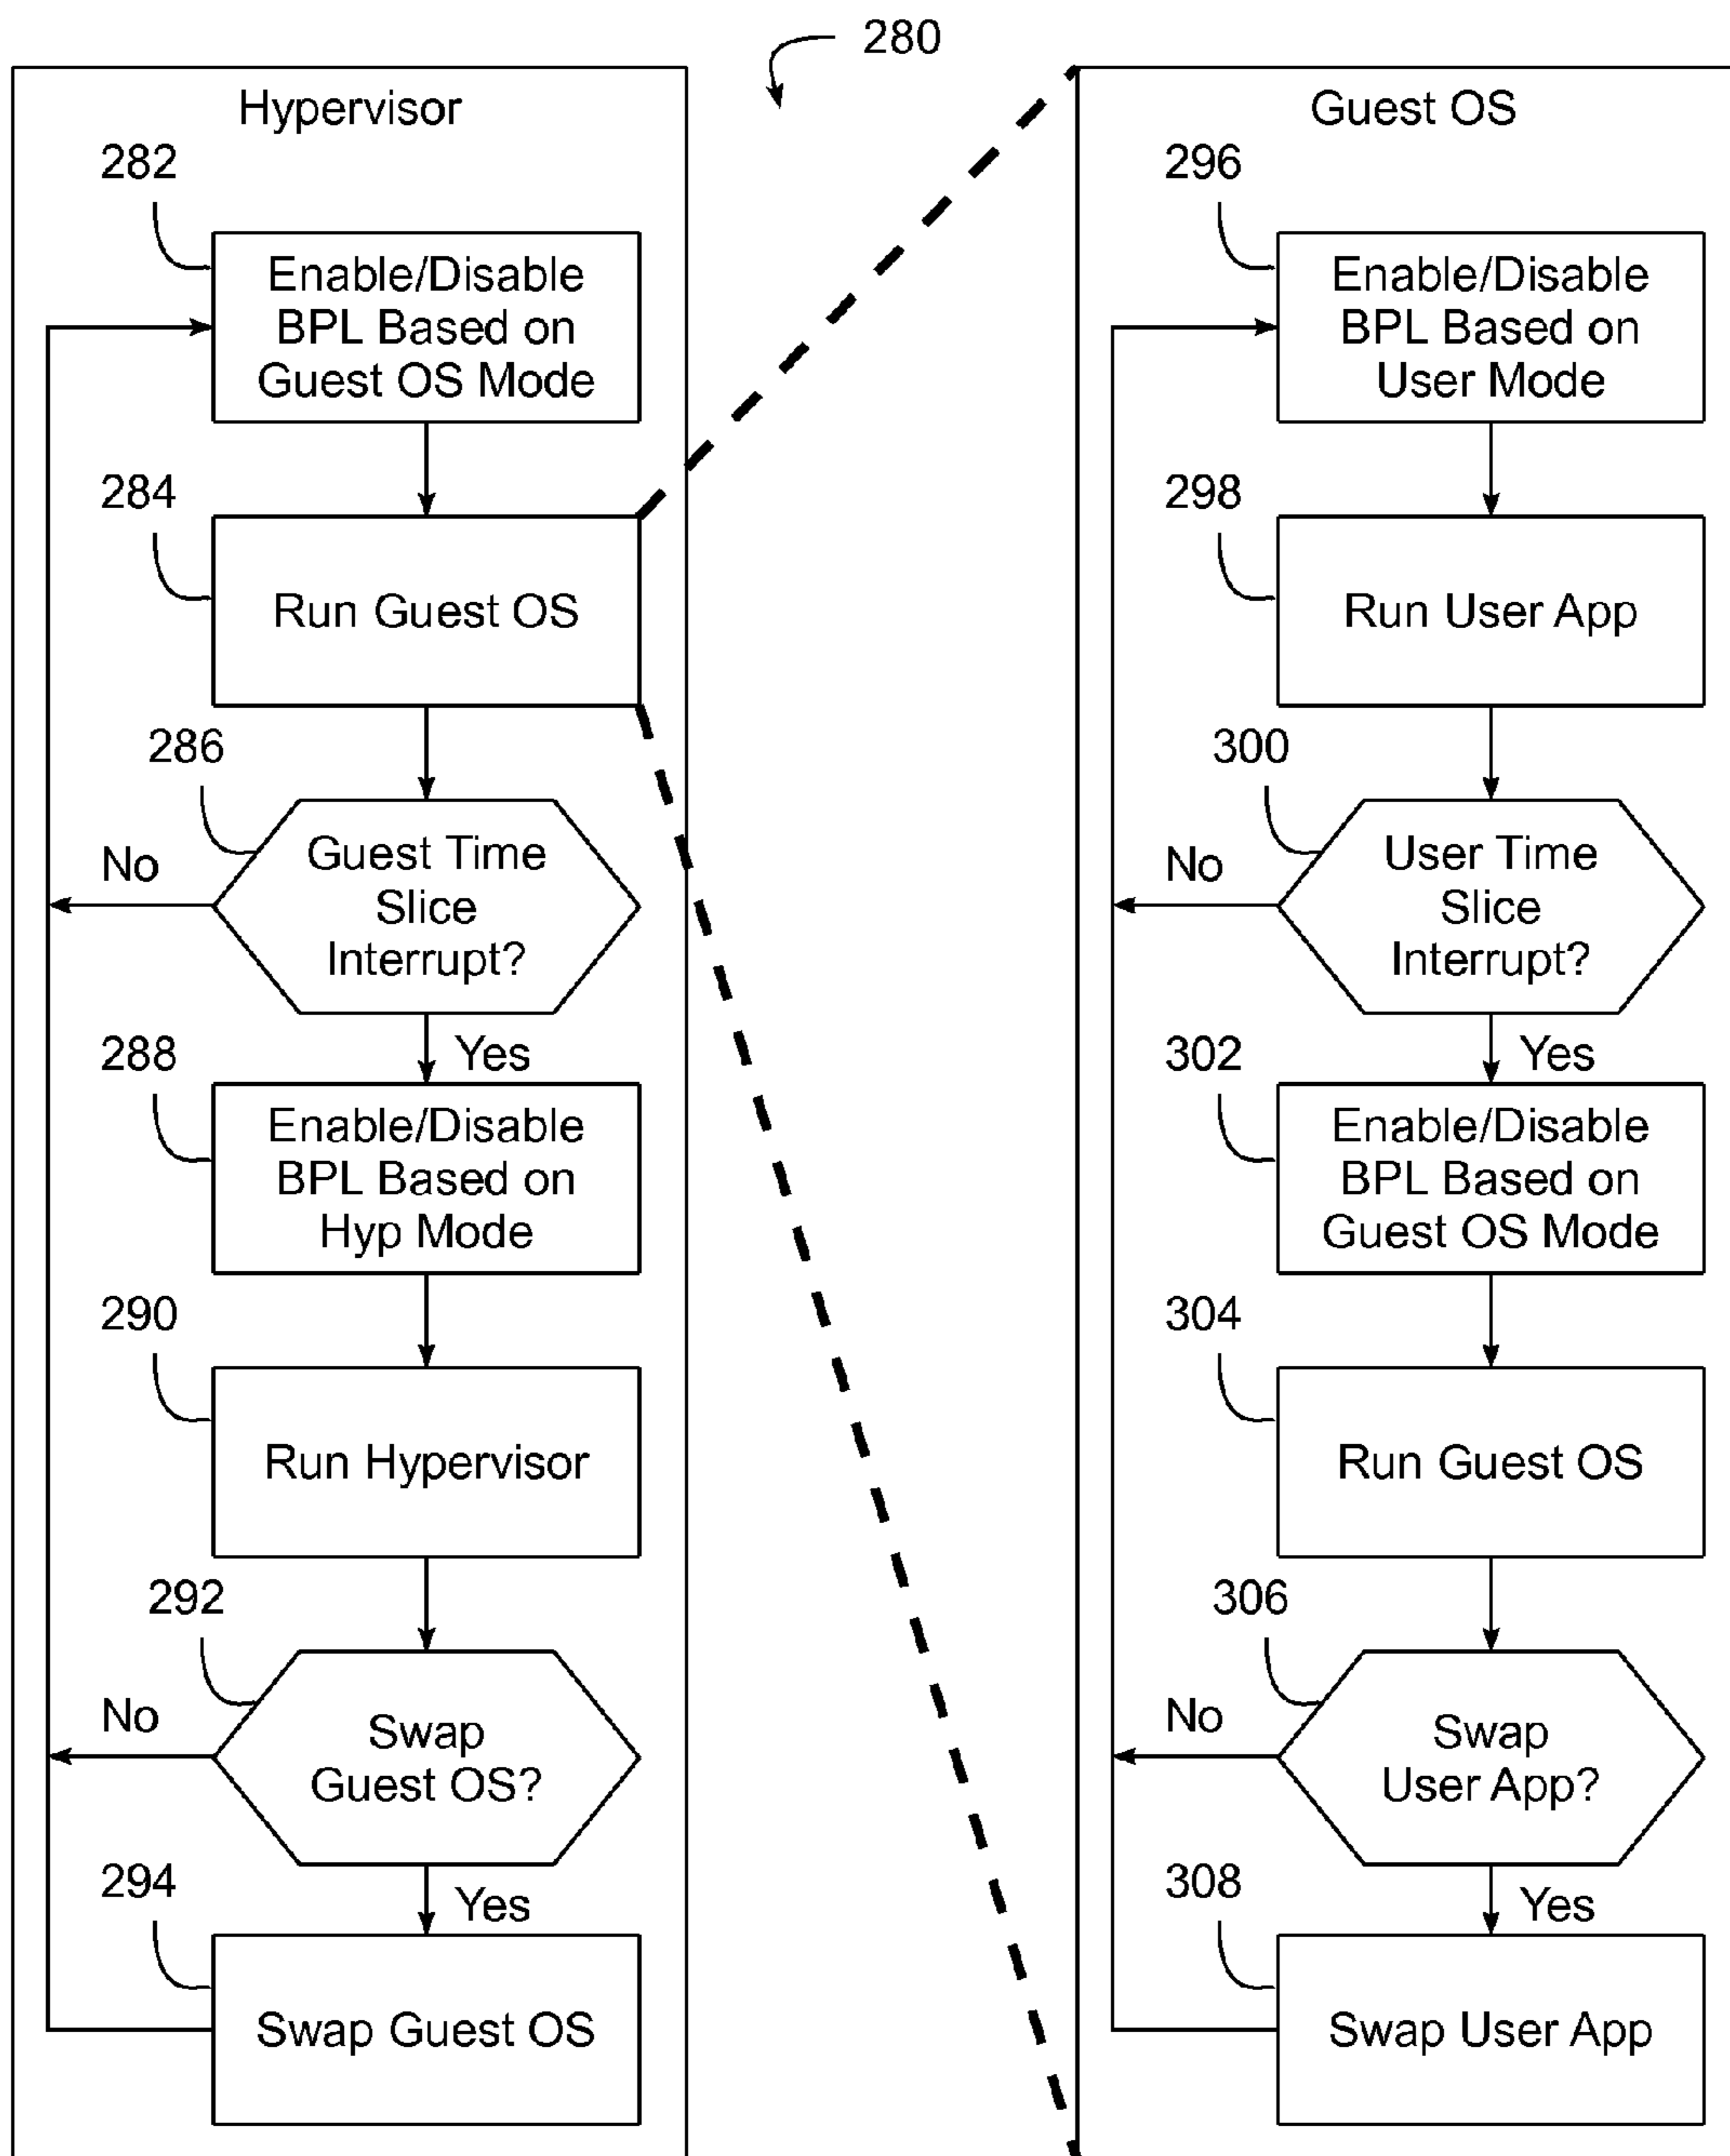 280
Hypervisor
282
Enable/Disable
BPL Based on
Guest OS Mode
284
Run Guest OS
286
Guest Time
Slice
Interrupt?
No
Yes
288
Enable/Disable
BPL Based on
Hyp Mode
290
Run Hypervisor
292
Swap
Guest OS?
No
Yes
294
Swap Guest OS
Guest OS
296
Enable/Disable
BPL Based on
User Mode
298
Run User App
300
User Time
Slice
Interrupt?
No
Yes
302
Enable/Disable
BPL Based on
Guest OS Mode
304
Run Guest OS
306
Swap
User App?
No
Yes
308
Swap User App